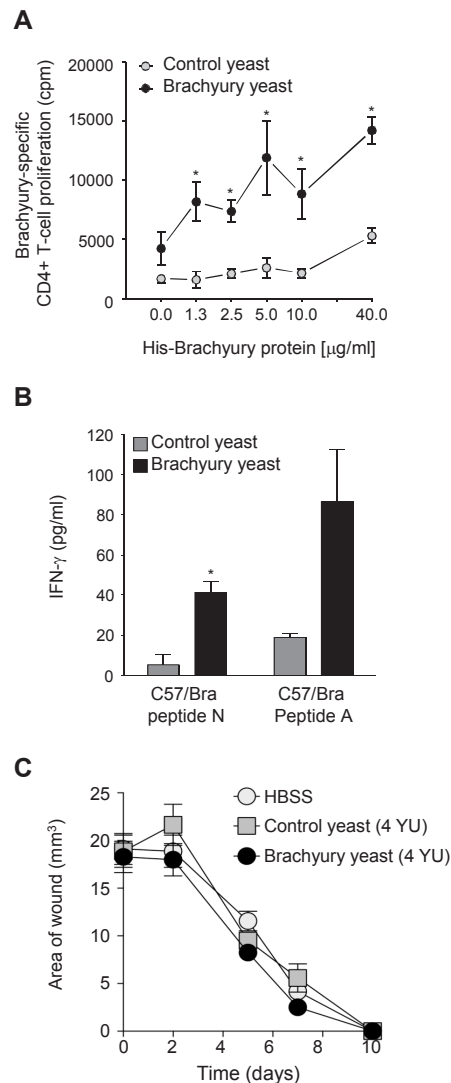 A
Control yeast
Brachyury yeast
Brachyury-specific
CD4+ T-cell proliferation (cpm)
20000
15000
10000
5000
0
*
*
*
*
*
0.0 1.3 2.5 5.0 10.0 40.0
His-Brachyury protein [μg/ml]
B
Control yeast
Brachyury yeast
IFN-γ (pg/ml)
120
100
80
60
40
20
0
*
C57/Bra C57/Bra
peptide N Peptide A
C
HBSS
Control yeast (4 YU)
Brachyury yeast (4 YU)
Area of wound (mm³)
25
20
15
10
5
0
0 2 4 6 8 10
Time (days)